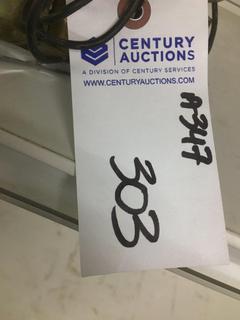 CENTURY
AUCTIONS
A DIVISION OF CENTURY SERVICES
WWW.CENTURYAUCTIONS.COM
A347
303